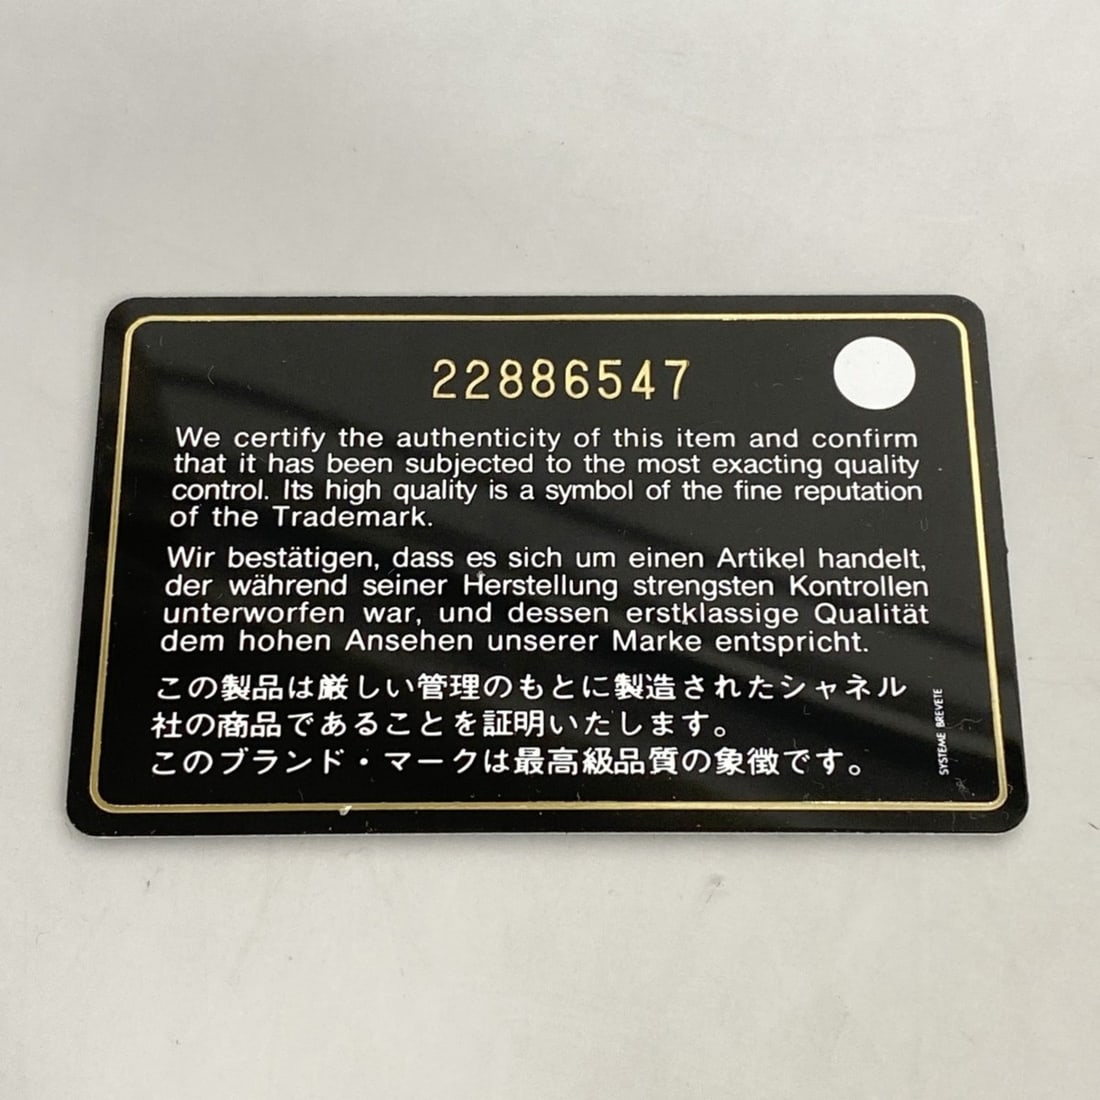 22886547
We certify the authenticity of this item and confirm
that it has been subjected to the most exacting quality
control. Its high quality is a symbol of the fine reputation
of the Trademark.
Wir bestätigen, dass es sich um einen Artikel handelt,
der während seiner Herstellung strengsten Kontrollen
unterworfen war, und dessen erstklassige Qualität
dem hohen Ansehen unserer Marke entspricht.
この製品は厳しい管理のもとに製造されたシャネル
社の商品であることを証明いたします。
このブランド・マークは最高級品質の象徴です。
SYSTEME BREVETE